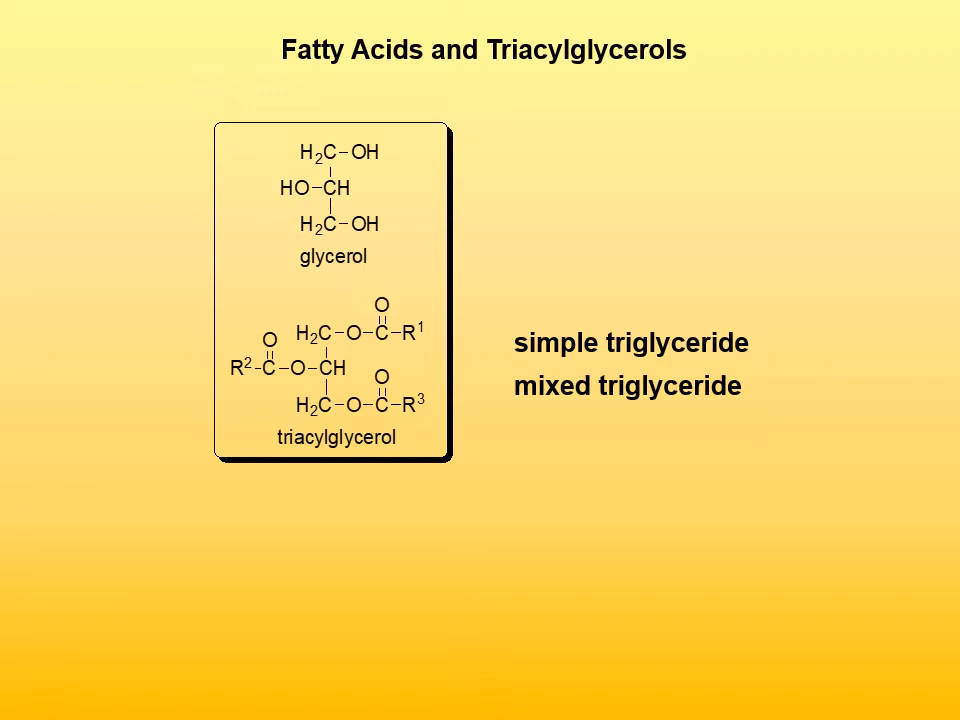 Fatty Acids and Triacylglycerols
H₂C–OH
HO–CH
H₂C–OH
glycerol
O
H₂C–O–C–R¹
O
R²–C–O–CH
O
H₂C–O–C–R³
triacylglycerol
simple triglyceride
mixed triglyceride